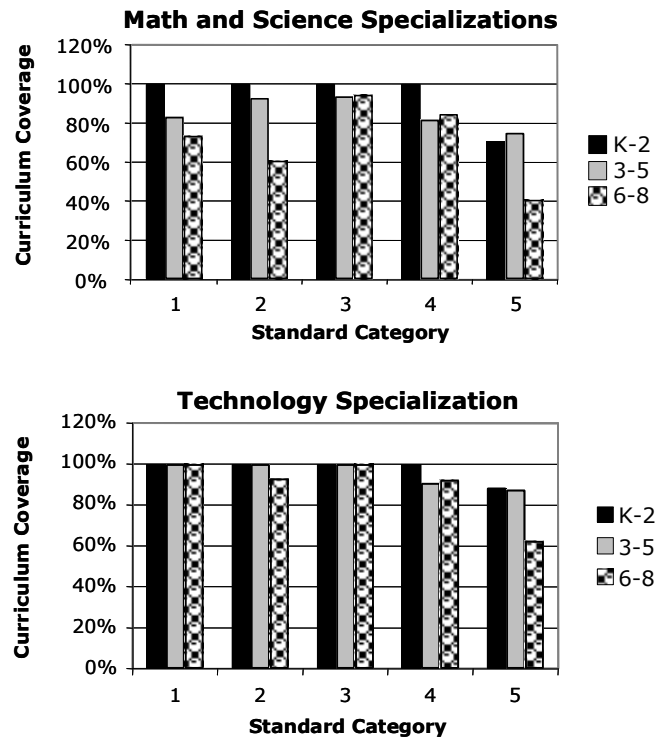 Math and Science Specializations
120%
100%
80%
60%
40%
20%
0%
Curriculum Coverage
1 2 3 4 5
Standard Category
K-2
3-5
6-8
Technology Specialization
120%
100%
80%
60%
40%
20%
0%
Curriculum Coverage
1 2 3 4 5
Standard Category
K-2
3-5
6-8